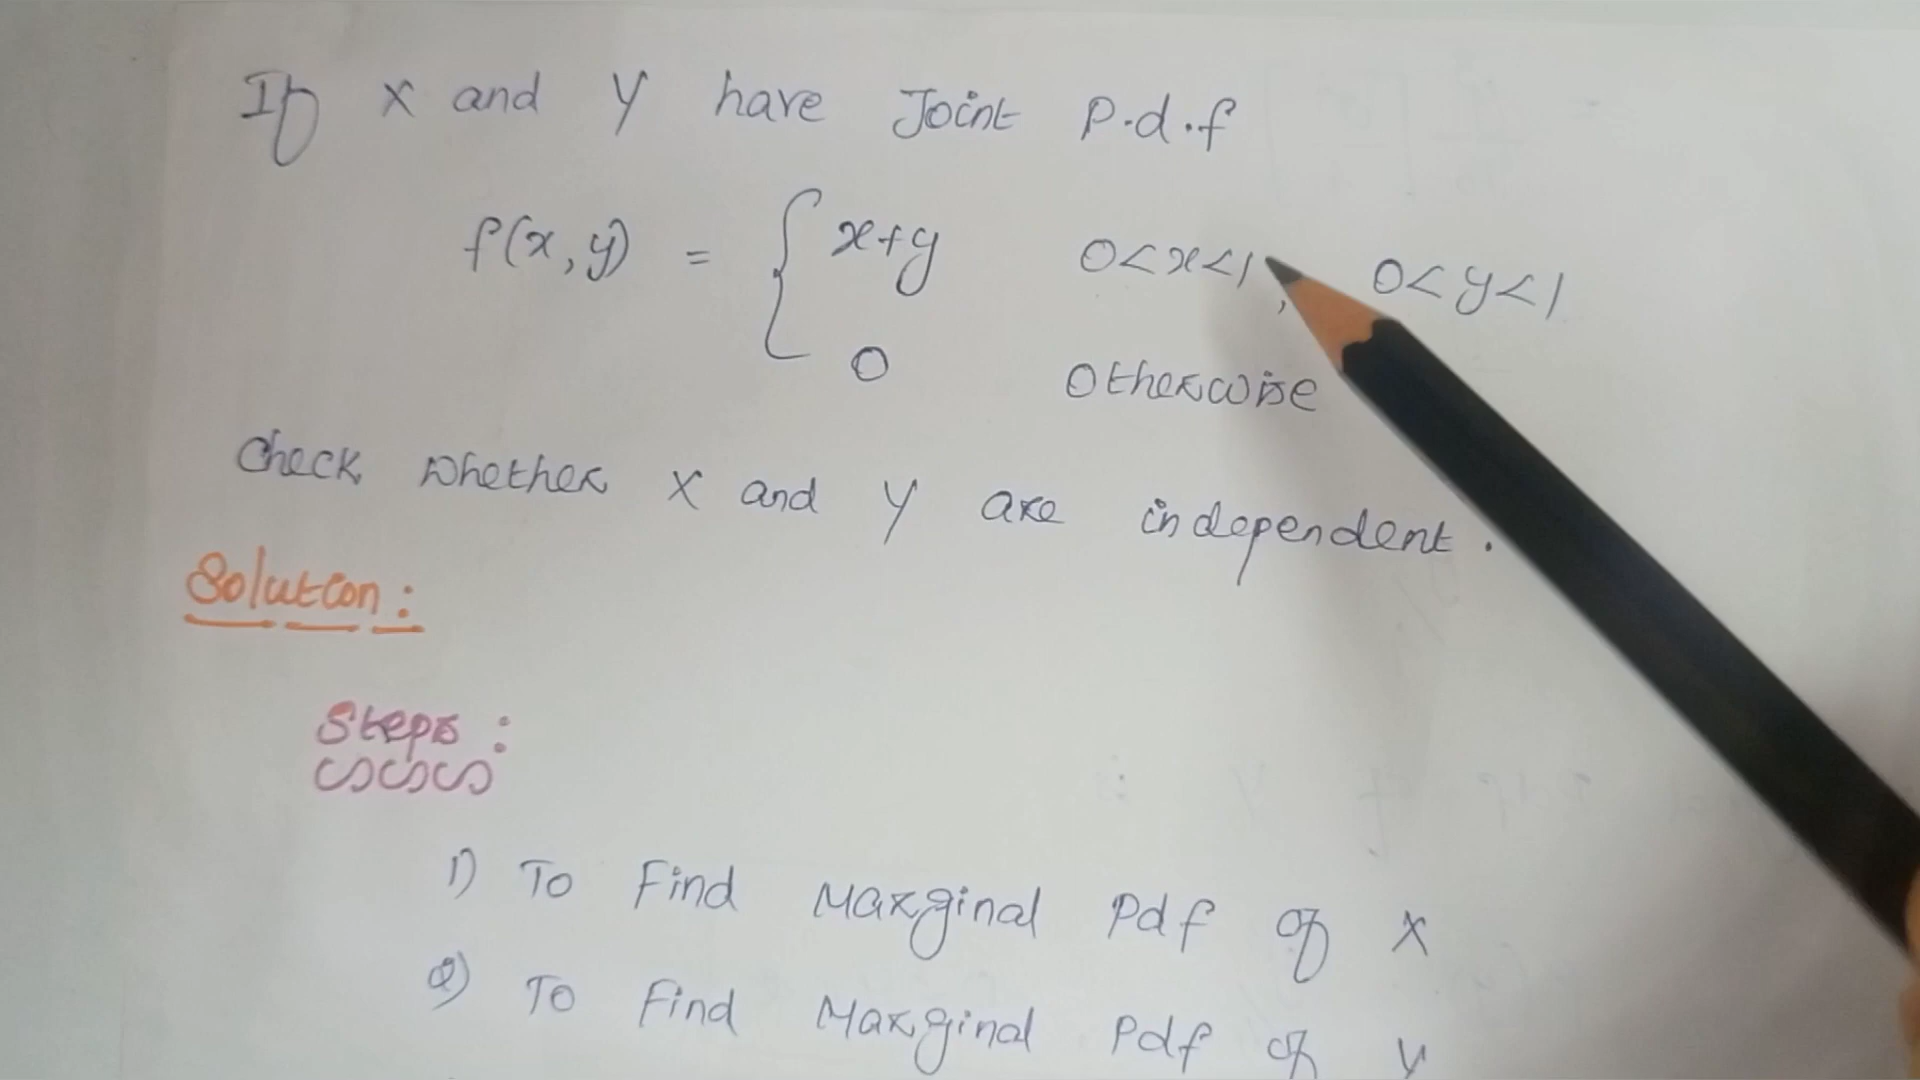 If X and Y have Joint P.d.f
f(x,y) = { x+y 0<x<1, 0<y<1
0 Otherwise
Check whether X and Y are independent.
Solution:
Steps:
1) To Find Marginal Pdf of X
2) To Find Marginal Pdf of Y